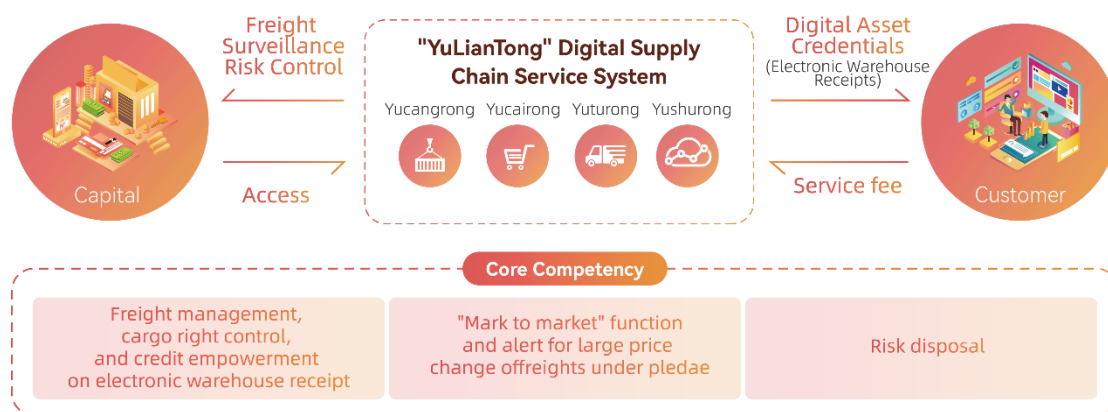 Freight
Surveillance
Risk Control
Access
Capital
"YuLianTong" Digital Supply
Chain Service System
Yucangrong Yucairong Yuturong Yushurong
Digital Asset
Credentials
(Electronic Warehouse
Receipts)
Service fee
Customer
Core Competency
Freight management,
cargo right control,
and credit empowerment
on electronic warehouse receipt
"Mark to market" function
and alert for large price
change offreights under pledae
Risk disposal